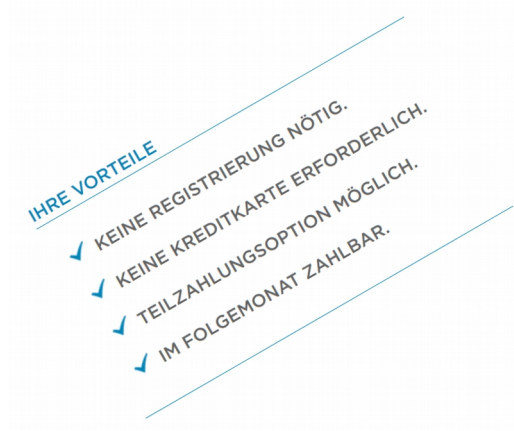 IHRE VORTEILE
KEINE REGISTRIERUNG NÖTIG.
KEINE KREDITKARTE ERFORDERLICH.
TEILZAHLUNGSOPTION MÖGLICH.
IM FOLGEMONAT ZAHLBAR.